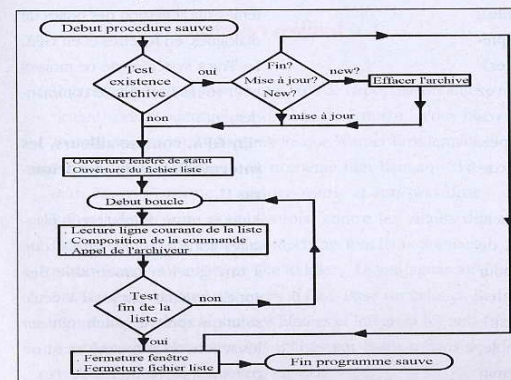 Debut procedure sauve
Test
existence
archive
oui
non
Fin?
Mise à jour?
New?
new?
Effacer l'archive
mise à jour
. Ouverture fenêtre de statut
. Ouverture du fichier liste
Debut boucle
. Lecture ligne courante de la liste
. Composition de la commande
. Appel de l'archiveur
Test
fin de la
liste
non
oui
. Fermeture fenêtre
. Fermeture fichier liste
Fin programme sauve